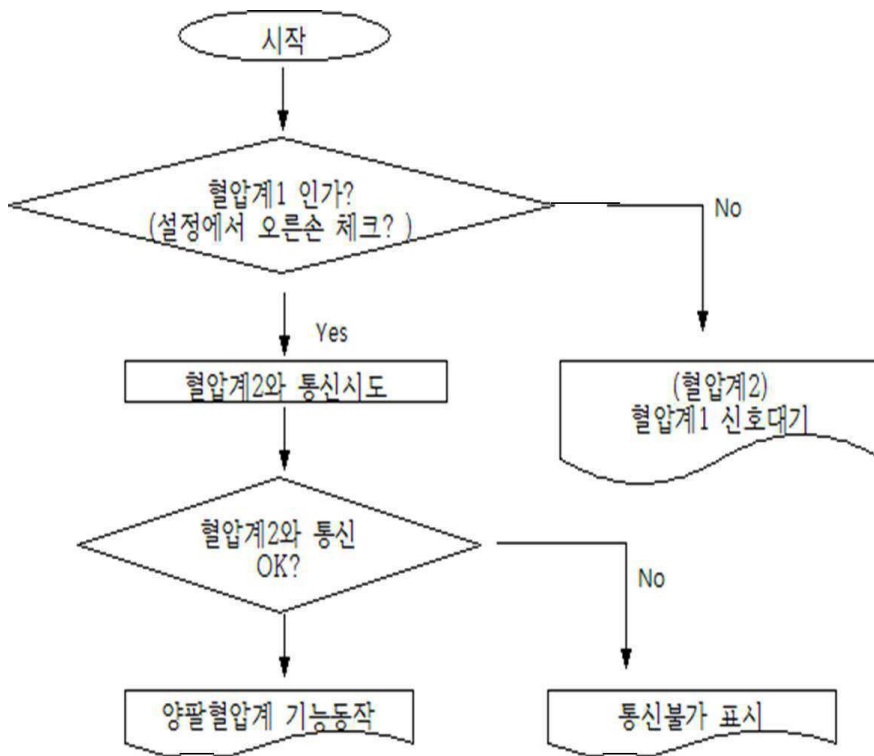 시작
혈압계1 인가?
(설정에서 오른손 체크? )
No
Yes
혈압계2와 통신시도
(혈압계2)
혈압계1 신호대기
혈압계2와 통신
OK?
No
양팔혈압계 기능동작
통신불가 표시